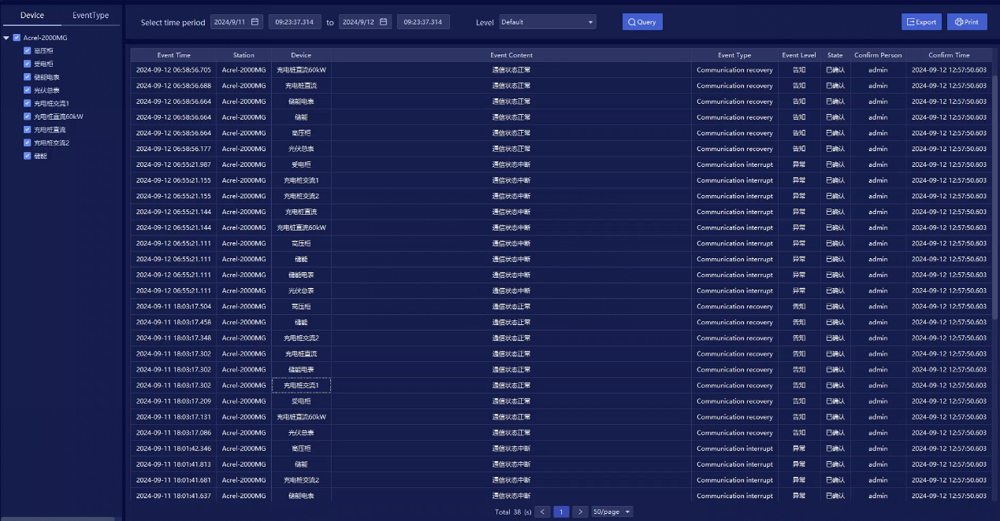 Device EventType
Acrel-2000MG
高压柜
受电柜
储能电表
光伏总表
充电桩交流1
充电桩直流60kW
充电桩直流
充电桩交流2
储能
Select time period 2024/9/11 09:23:37.314 to 2024/9/12 09:23:37.314 Level Default Query Export Print
Event Time Station Device Event Content Event Type Event Level State Confirm Person Confirm Time
2024-09-12 06:58:56.705 Acrel-2000MG 充电桩直流60kW 通信状态正常 Communication recovery 告知 已确认 admin 2024-09-12 12:57:50.603
2024-09-12 06:58:56.688 Acrel-2000MG 充电桩直流 通信状态正常 Communication recovery 告知 已确认 admin 2024-09-12 12:57:50.603
2024-09-12 06:58:56.664 Acrel-2000MG 储能电表 通信状态正常 Communication recovery 告知 已确认 admin 2024-09-12 12:57:50.603
2024-09-12 06:58:56.664 Acrel-2000MG 储能 通信状态正常 Communication recovery 告知 已确认 admin 2024-09-12 12:57:50.603
2024-09-12 06:58:56.664 Acrel-2000MG 高压柜 通信状态正常 Communication recovery 告知 已确认 admin 2024-09-12 12:57:50.603
2024-09-12 06:58:56.177 Acrel-2000MG 光伏总表 通信状态正常 Communication recovery 告知 已确认 admin 2024-09-12 12:57:50.603
2024-09-12 06:55:21.987 Acrel-2000MG 受电柜 通信状态中断 Communication interrupt 异常 已确认 admin 2024-09-12 12:57:50.603
2024-09-12 06:55:21.155 Acrel-2000MG 充电桩交流1 通信状态中断 Communication interrupt 异常 已确认 admin 2024-09-12 12:57:50.603
2024-09-12 06:55:21.155 Acrel-2000MG 充电桩交流2 通信状态中断 Communication interrupt 异常 已确认 admin 2024-09-12 12:57:50.603
2024-09-12 06:55:21.144 Acrel-2000MG 充电桩直流 通信状态中断 Communication interrupt 异常 已确认 admin 2024-09-12 12:57:50.603
2024-09-12 06:55:21.144 Acrel-2000MG 充电桩直流60kW 通信状态中断 Communication interrupt 异常 已确认 admin 2024-09-12 12:57:50.603
2024-09-12 06:55:21.111 Acrel-2000MG 高压柜 通信状态中断 Communication interrupt 异常 已确认 admin 2024-09-12 12:57:50.603
2024-09-12 06:55:21.111 Acrel-2000MG 储能 通信状态中断 Communication interrupt 异常 已确认 admin 2024-09-12 12:57:50.603
2024-09-12 06:55:21.111 Acrel-2000MG 储能电表 通信状态中断 Communication interrupt 异常 已确认 admin 2024-09-12 12:57:50.603
2024-09-12 06:55:21.111 Acrel-2000MG 光伏总表 通信状态中断 Communication interrupt 异常 已确认 admin 2024-09-12 12:57:50.603
2024-09-11 18:03:17.504 Acrel-2000MG 高压柜 通信状态正常 Communication recovery 告知 已确认 admin 2024-09-12 12:57:50.603
2024-09-11 18:03:17.458 Acrel-2000MG 储能 通信状态正常 Communication recovery 告知 已确认 admin 2024-09-12 12:57:50.603
2024-09-11 18:03:17.348 Acrel-2000MG 充电桩交流2 通信状态正常 Communication recovery 告知 已确认 admin 2024-09-12 12:57:50.603
2024-09-11 18:03:17.302 Acrel-2000MG 充电桩直流 通信状态正常 Communication recovery 告知 已确认 admin 2024-09-12 12:57:50.603
2024-09-11 18:03:17.302 Acrel-2000MG 储能电表 通信状态正常 Communication recovery 告知 已确认 admin 2024-09-12 12:57:50.603
2024-09-11 18:03:17.302 Acrel-2000MG 充电桩交流1 通信状态正常 Communication recovery 告知 已确认 admin 2024-09-12 12:57:50.603
2024-09-11 18:03:17.209 Acrel-2000MG 受电柜 通信状态正常 Communication recovery 告知 已确认 admin 2024-09-12 12:57:50.603
2024-09-11 18:03:17.131 Acrel-2000MG 充电桩直流60kW 通信状态正常 Communication recovery 告知 已确认 admin 2024-09-12 12:57:50.603
2024-09-11 18:03:17.086 Acrel-2000MG 光伏总表 通信状态正常 Communication recovery 告知 已确认 admin 2024-09-12 12:57:50.603
2024-09-11 18:01:42.346 Acrel-2000MG 高压柜 通信状态中断 Communication interrupt 异常 已确认 admin 2024-09-12 12:57:50.603
2024-09-11 18:01:41.813 Acrel-2000MG 储能 通信状态中断 Communication interrupt 异常 已确认 admin 2024-09-12 12:57:50.603
2024-09-11 18:01:41.681 Acrel-2000MG 充电桩交流2 通信状态中断 Communication interrupt 异常 已确认 admin 2024-09-12 12:57:50.603
2024-09-11 18:01:41.637 Acrel-2000MG 储能电表 通信状态中断 Communication interrupt 异常 已确认 admin 2024-09-12 12:57:50.603
Total 38 (s) < 1 > 50/page